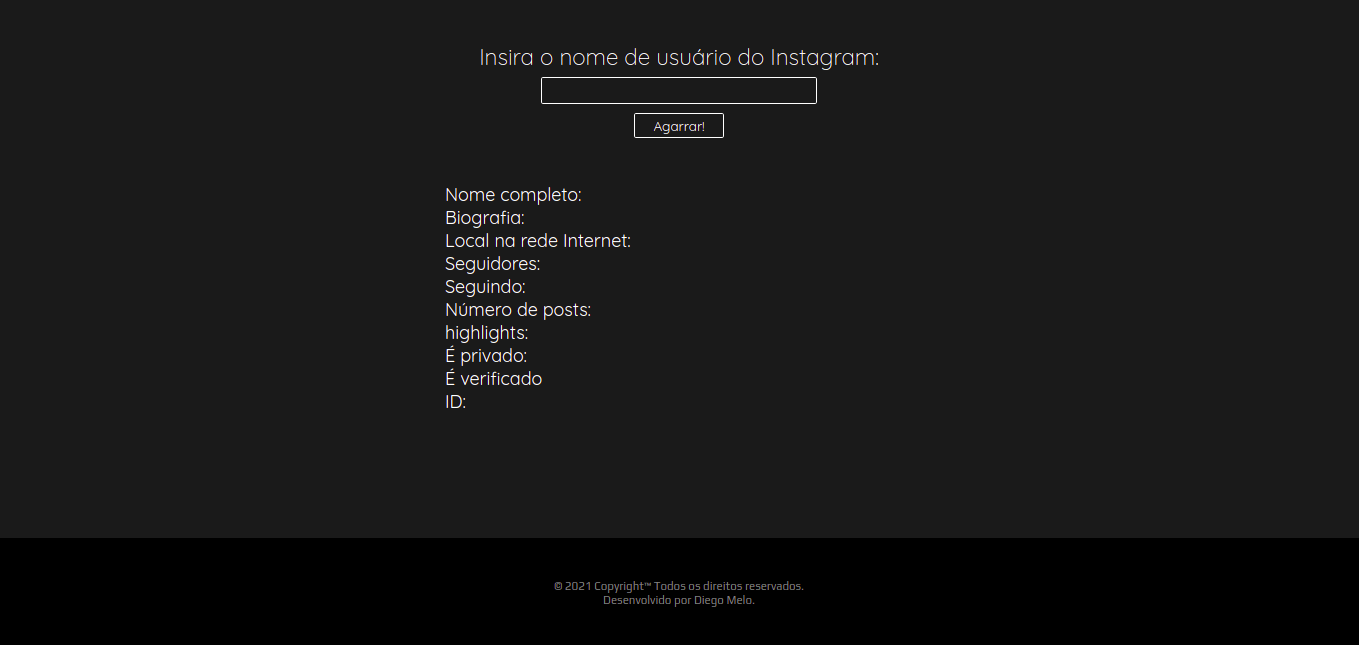 Insira o nome de usuário do Instagram:
Agarrar!
Nome completo:
Biografia:
Local na rede Internet:
Seguidores:
Seguindo:
Número de posts:
highlights:
É privado:
É verificado
ID:
© 2021 Copyright™ Todos os direitos reservados.
Desenvolvido por Diego Melo.